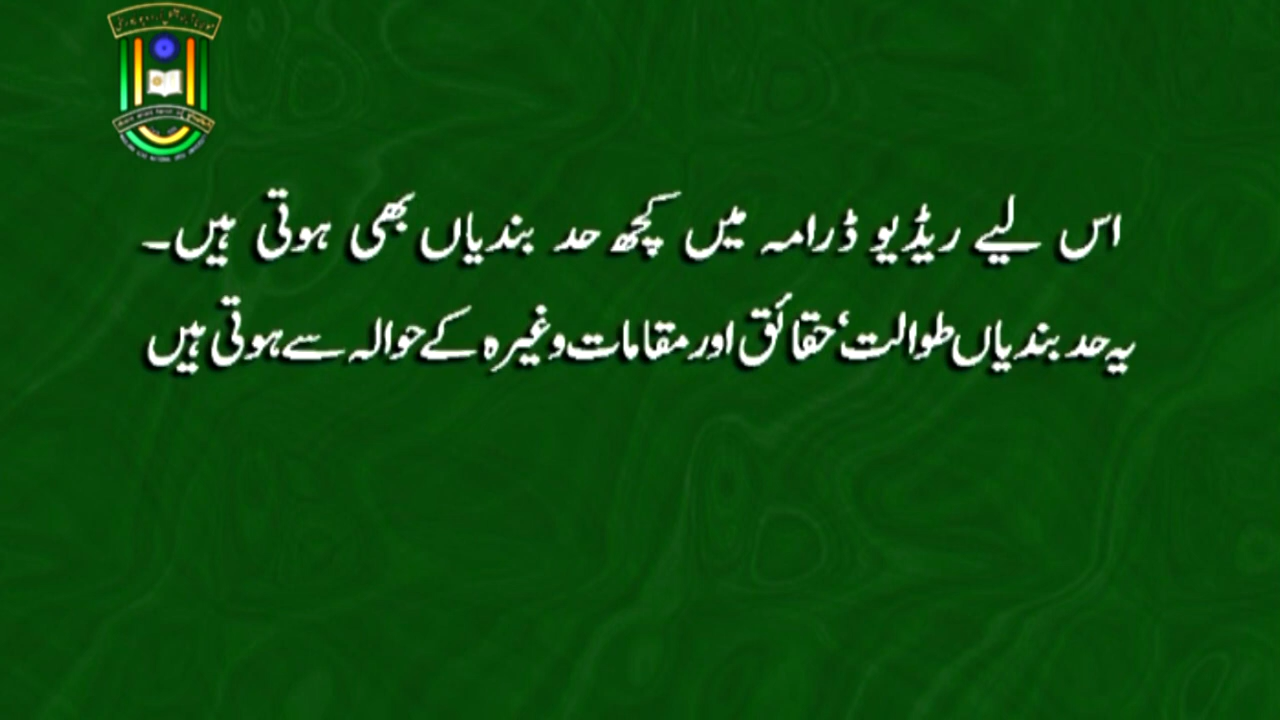 اس لیے ریڈیو ڈرامہ میں کچھ حد بندیاں بھی ہوتی ہیں۔
یہ حد بندیاں طوالت‘ حقائق اور مقامات وغیرہ کے حوالہ سے ہوتی ہیں